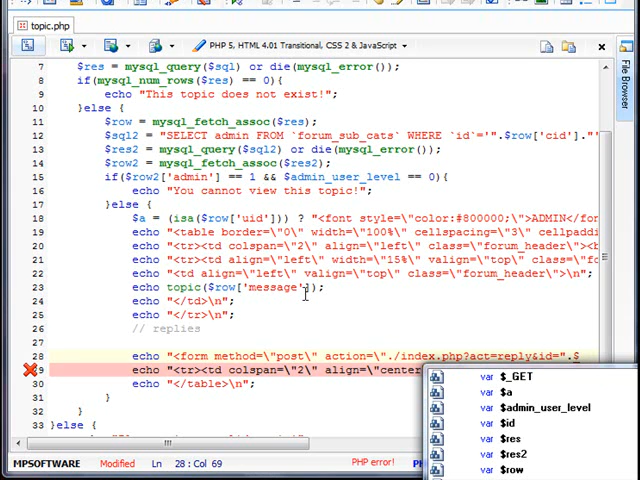 topic.php
PHP 5, HTML 4.01 Transitional, CSS 2 & JavaScript
File Browser
7 $res = mysql_query($sql) or die(mysql_error());
8 if(mysql_num_rows($res) == 0){
9 echo "This topic does not exist!";
10 }else {
11 $row = mysql_fetch_assoc($res);
12 $sql2 = "SELECT admin FROM `forum_sub_cats` WHERE `id`='".$row['cid']."'"
13 $res2 = mysql_query($sql2) or die(mysql_error());
14 $row2 = mysql_fetch_assoc($res2);
15 if($row2['admin'] == 1 && $admin_user_level == 0){
16 echo "You cannot view this topic!";
17 }else {
18 $a = (isa($row['uid'])) ? "<font style=\"color:#800000;\">ADMIN</fon
19 echo "<table border=\"0\" width=\"100%\" cellspacing=\"3\" cellpaddi
20 echo "<tr><td colspan=\"2\" align=\"left\" class=\"forum_header\"><b
21 echo "<tr><td align=\"left\" width=\"15%\" valign=\"top\" class=\"fo
22 echo "<td align=\"left\" valign=\"top\" class=\"forum_header\">\n";
23 echo topic($row['message']);
24 echo "</td>\n";
25 echo "</tr>\n";
26 // replies
27
28 echo "<form method=\"post\" action=\"./index.php?act=reply&id=".$
29 echo "<tr><td colspan=\"2\" align=\"center
30 echo "</table>\n";
31 }
32 }
33 }else {
var $_GET
var $a
var $admin_user_level
var $id
var $res
var $res2
var $row
MPSOFTWARE Modified Ln 28 : Col 69 PHP error!